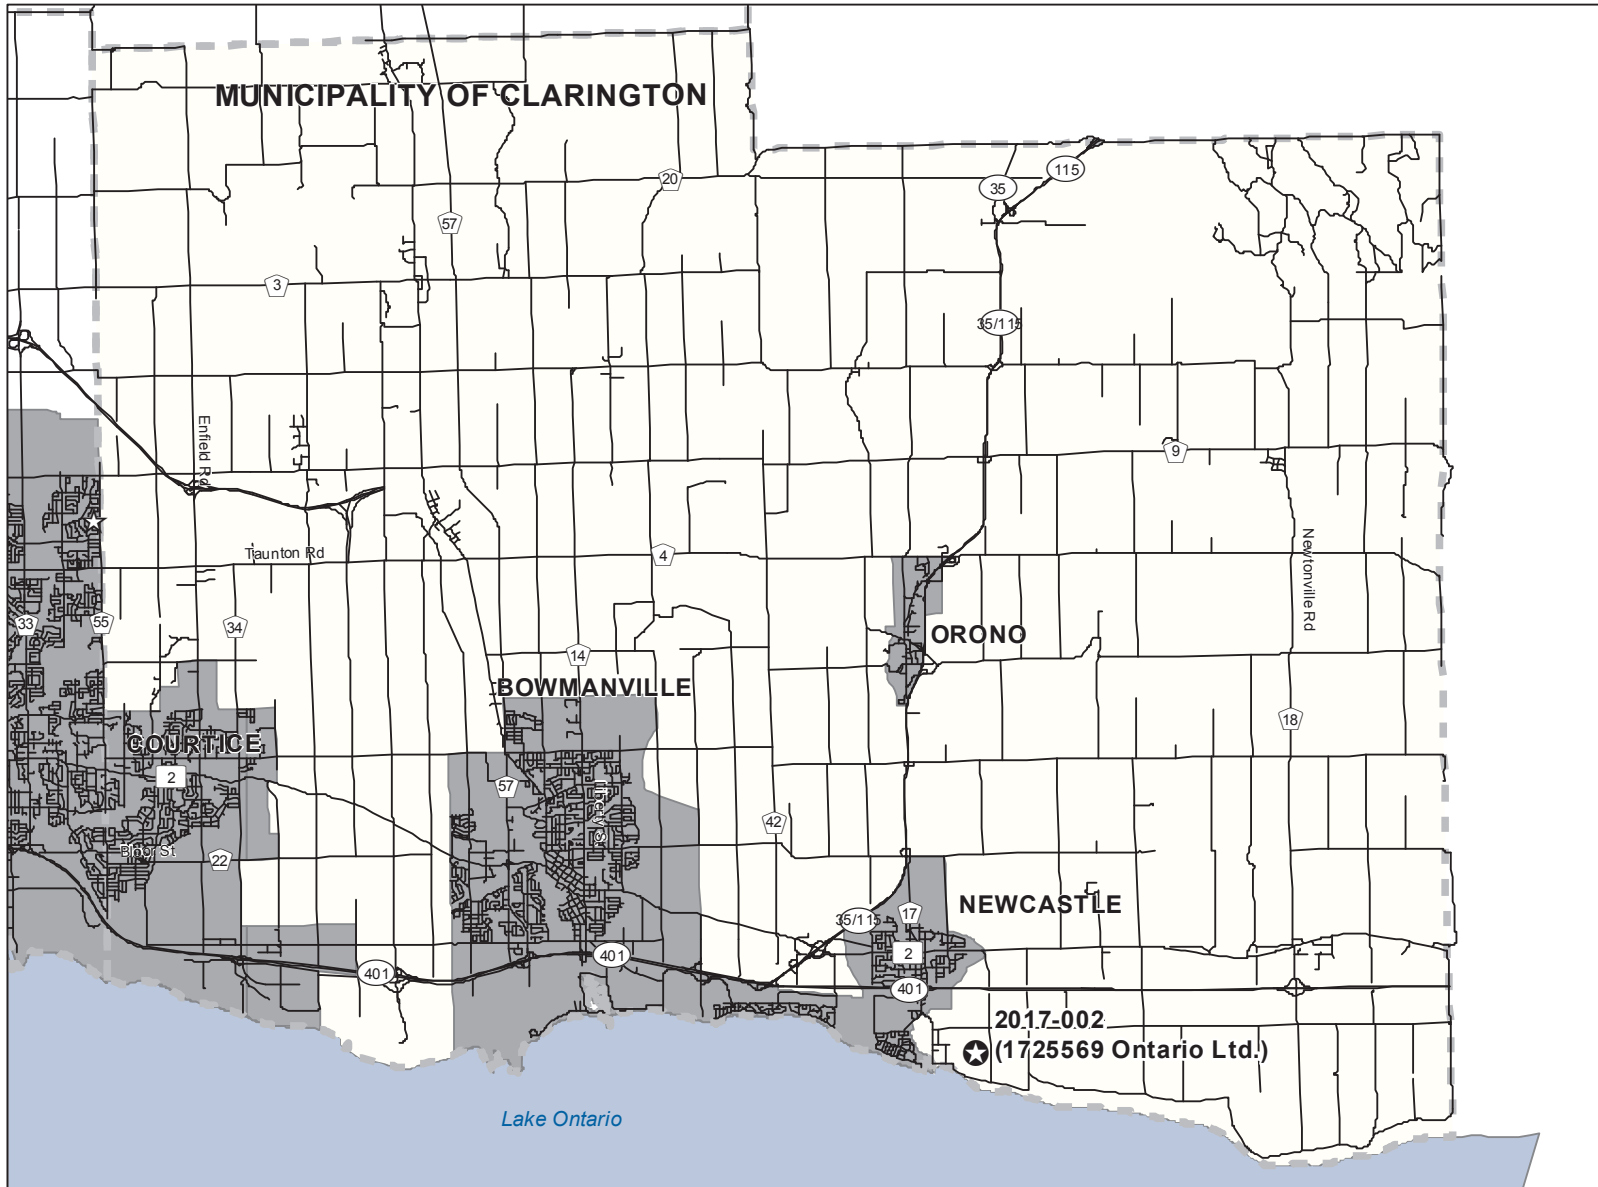 MUNICIPALITY OF CLARINGTON
115
35
20
57
3
35/115
Enfield Rd
9
Taunton Rd
4
Newtonville Rd
33
55
34
ORONO
14
BOWMANVILLE
18
COURTICE
2
57
Liberty St
42
Bloor St
22
NEWCASTLE
35/115
17
2
401
401
401
2017-002
(1725569 Ontario Ltd.)
Lake Ontario